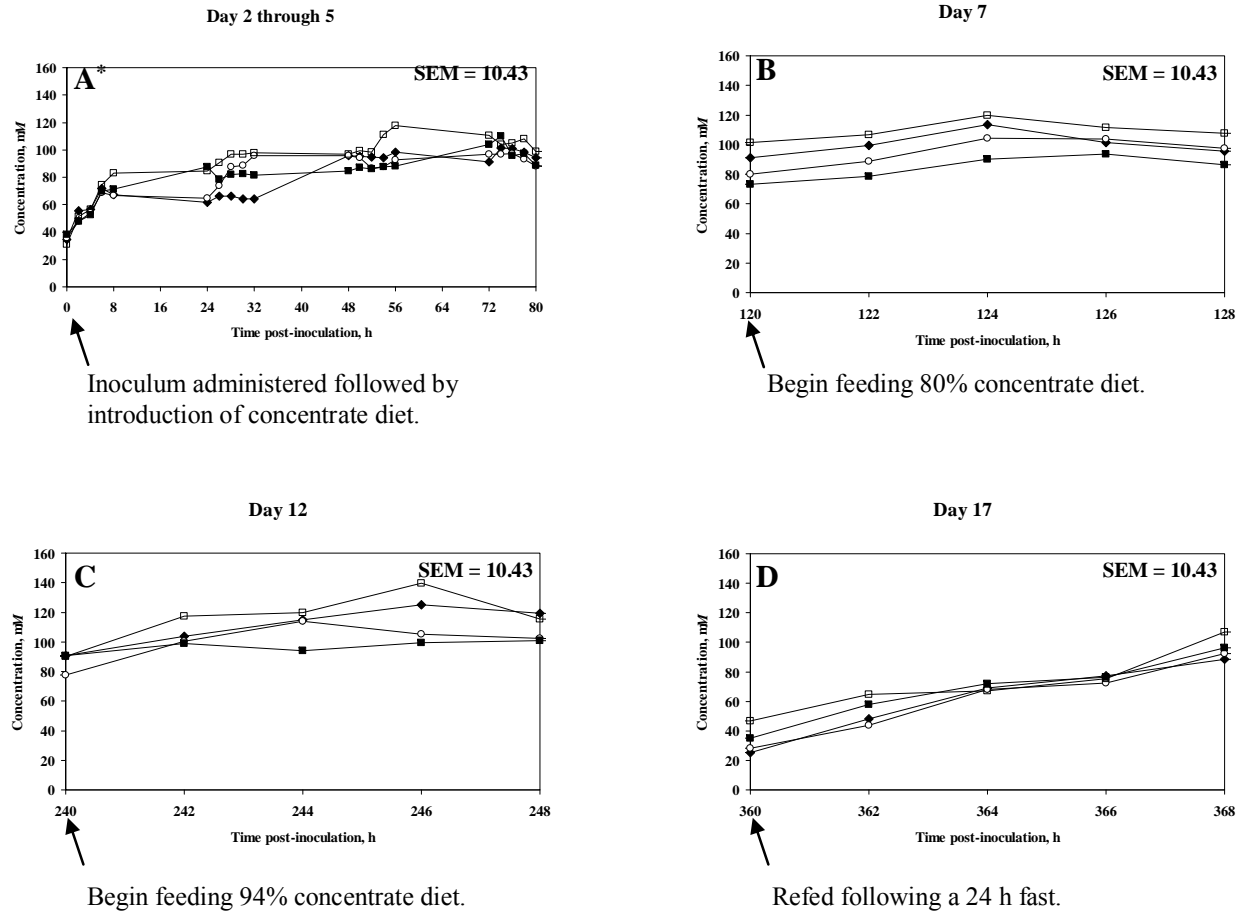 Day 2 through 5
A* SEM = 10.43
160
140
120
100
80
60
40
20
0
Concentration, mM
0 8 16 24 32 40 48 56 64 72 80
Time post-inoculation, h
Inoculum administered followed by
introduction of concentrate diet.
Day 7
B SEM = 10.43
160
140
120
100
80
60
40
20
0
Concentration, mM
120 122 124 126 128
Time post-inoculation, h
Begin feeding 80% concentrate diet.
Day 12
C SEM = 10.43
160
140
120
100
80
60
40
20
0
Concentration, mM
240 242 244 246 248
Time post-inoculation, h
Begin feeding 94% concentrate diet.
Day 17
D SEM = 10.43
160
140
120
100
80
60
40
20
0
Concentration, mM
360 362 364 366 368
Time post-inoculation, h
Refed following a 24 h fast.